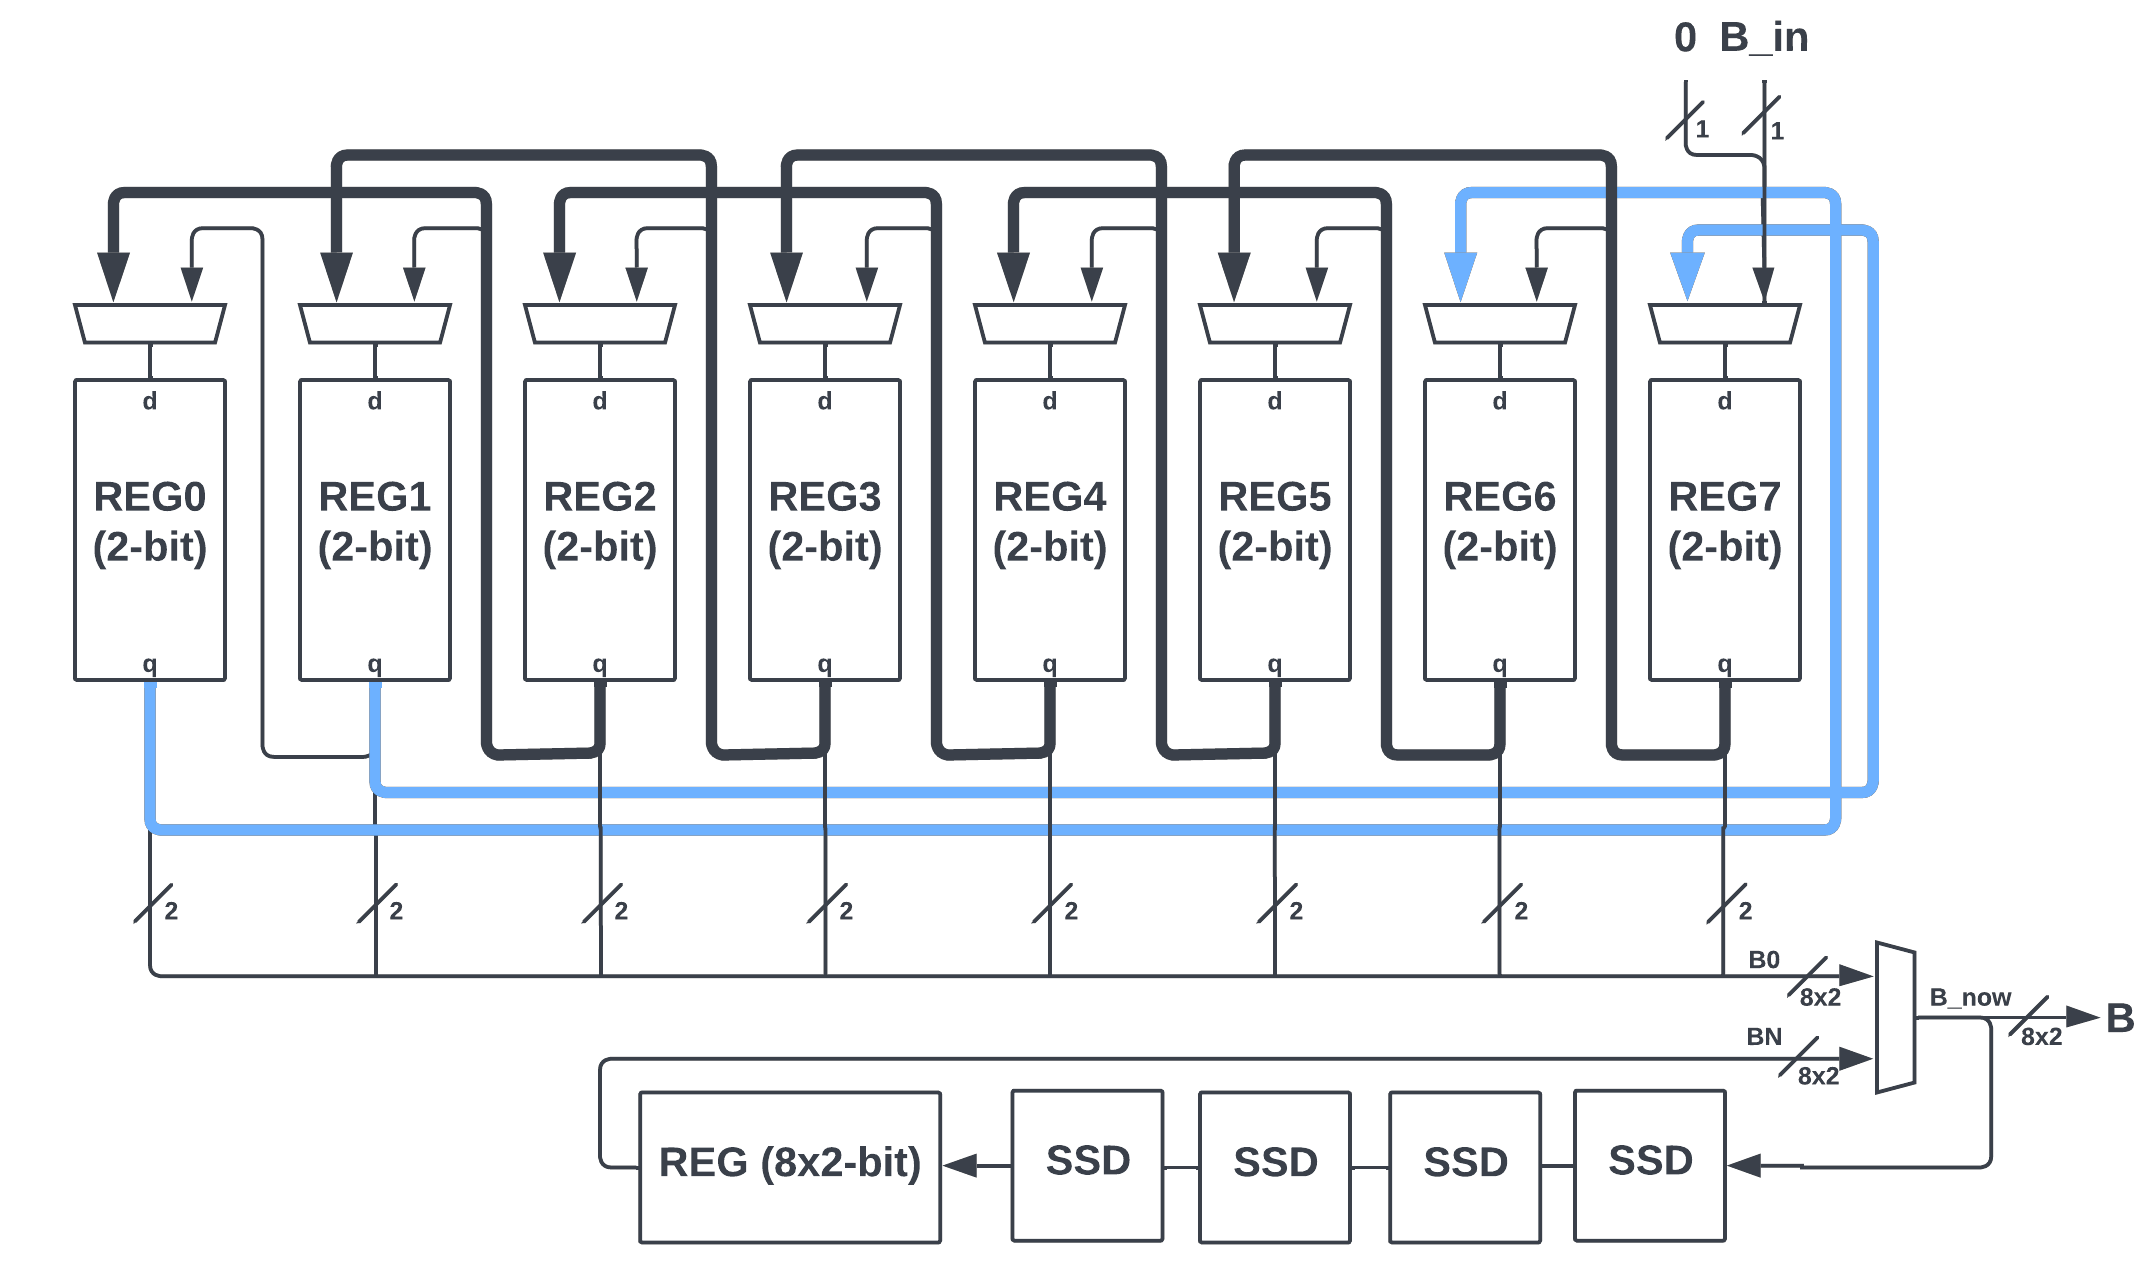 0 B_in
1 1
d d d d d d d d
REG0 REG1 REG2 REG3 REG4 REG5 REG6 REG7
(2-bit) (2-bit) (2-bit) (2-bit) (2-bit) (2-bit) (2-bit) (2-bit)
q q q q q q q q
2 2 2 2 2 2 2 2
B0
8x2
B_now
B
8x2
BN
8x2
REG (8x2-bit) SSD SSD SSD SSD